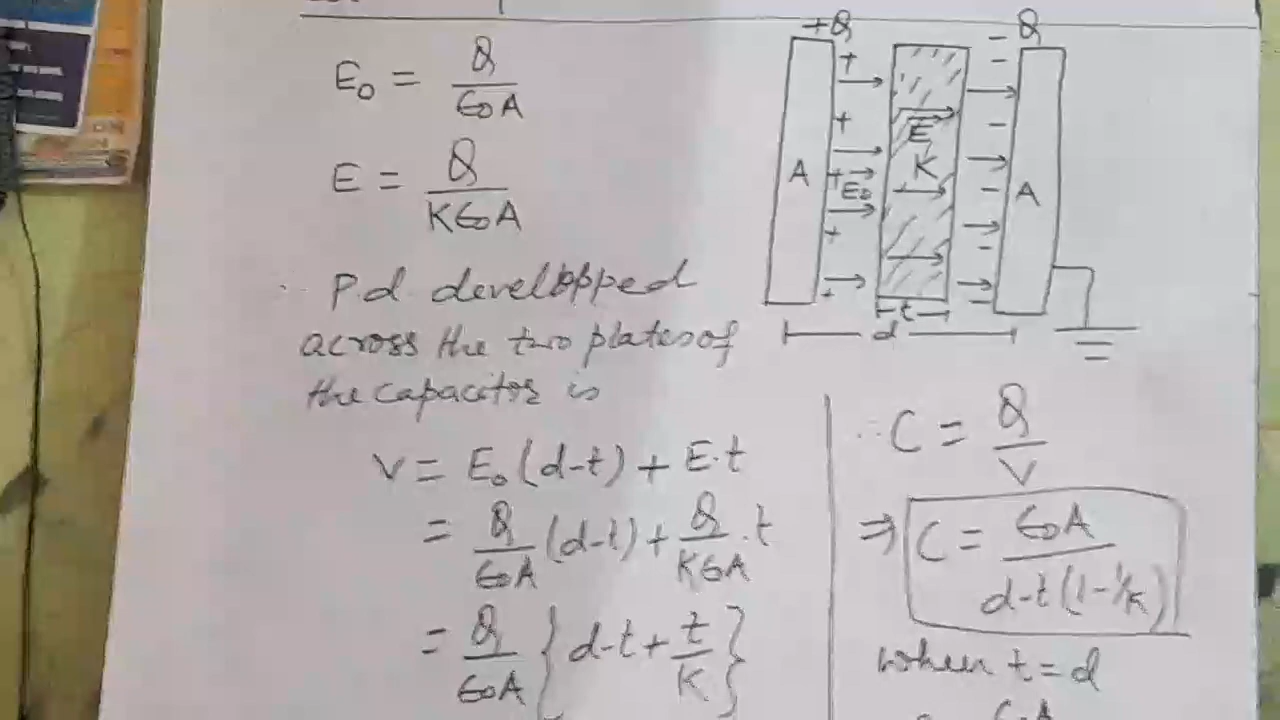 E₀ = Q/ϵ₀A
E = Q/Kϵ₀A
∴ Pd developped
across the two plates of
the capacitor is
V = E₀(d-t) + E.t
= Q/ϵ₀A (d-t) + Q/Kϵ₀A .t
= Q/ϵ₀A {d-t + t/K}
+Q
- Q
A
E₀
E
K
A
t
d
∴ C = Q/V
⇒ C = ϵ₀A/d-t(1-1/K)
when t = d